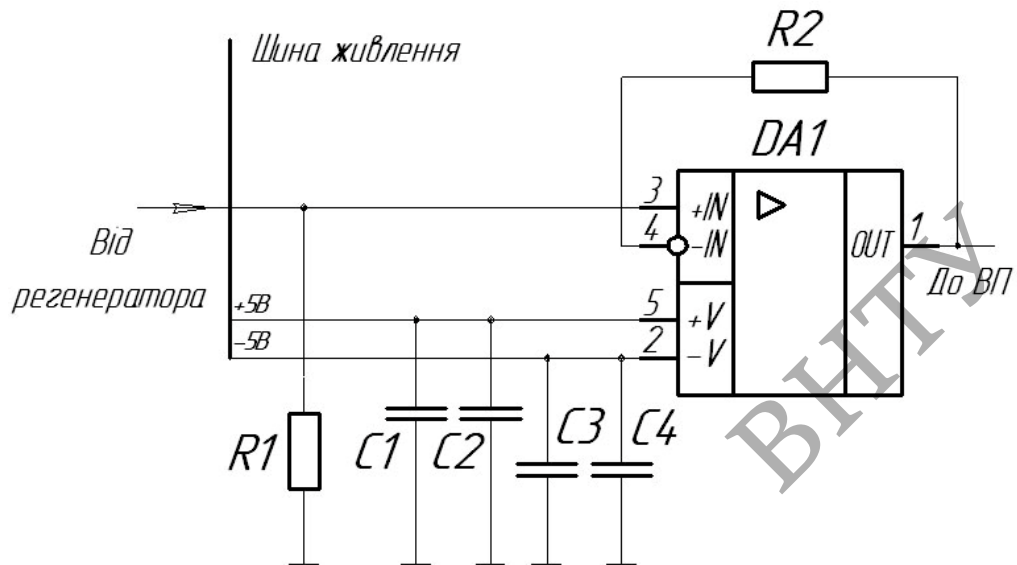 R2
Шина живлення
DA1
3
+IN
4
-IN
1
OUT
Від
регенератора
До ВП
+5В
5
+V
-5В
2
-V
R1
C1
C2
C3
C4
ВНТУ